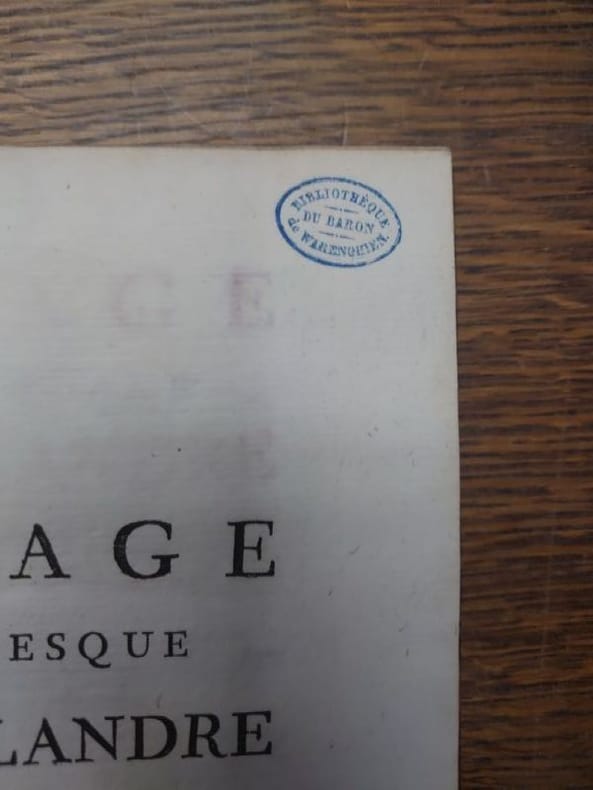 BIBLIOTHÈQUE
DU BARON
de WARENGHIEN.
AGE
ESQUE
LANDRE